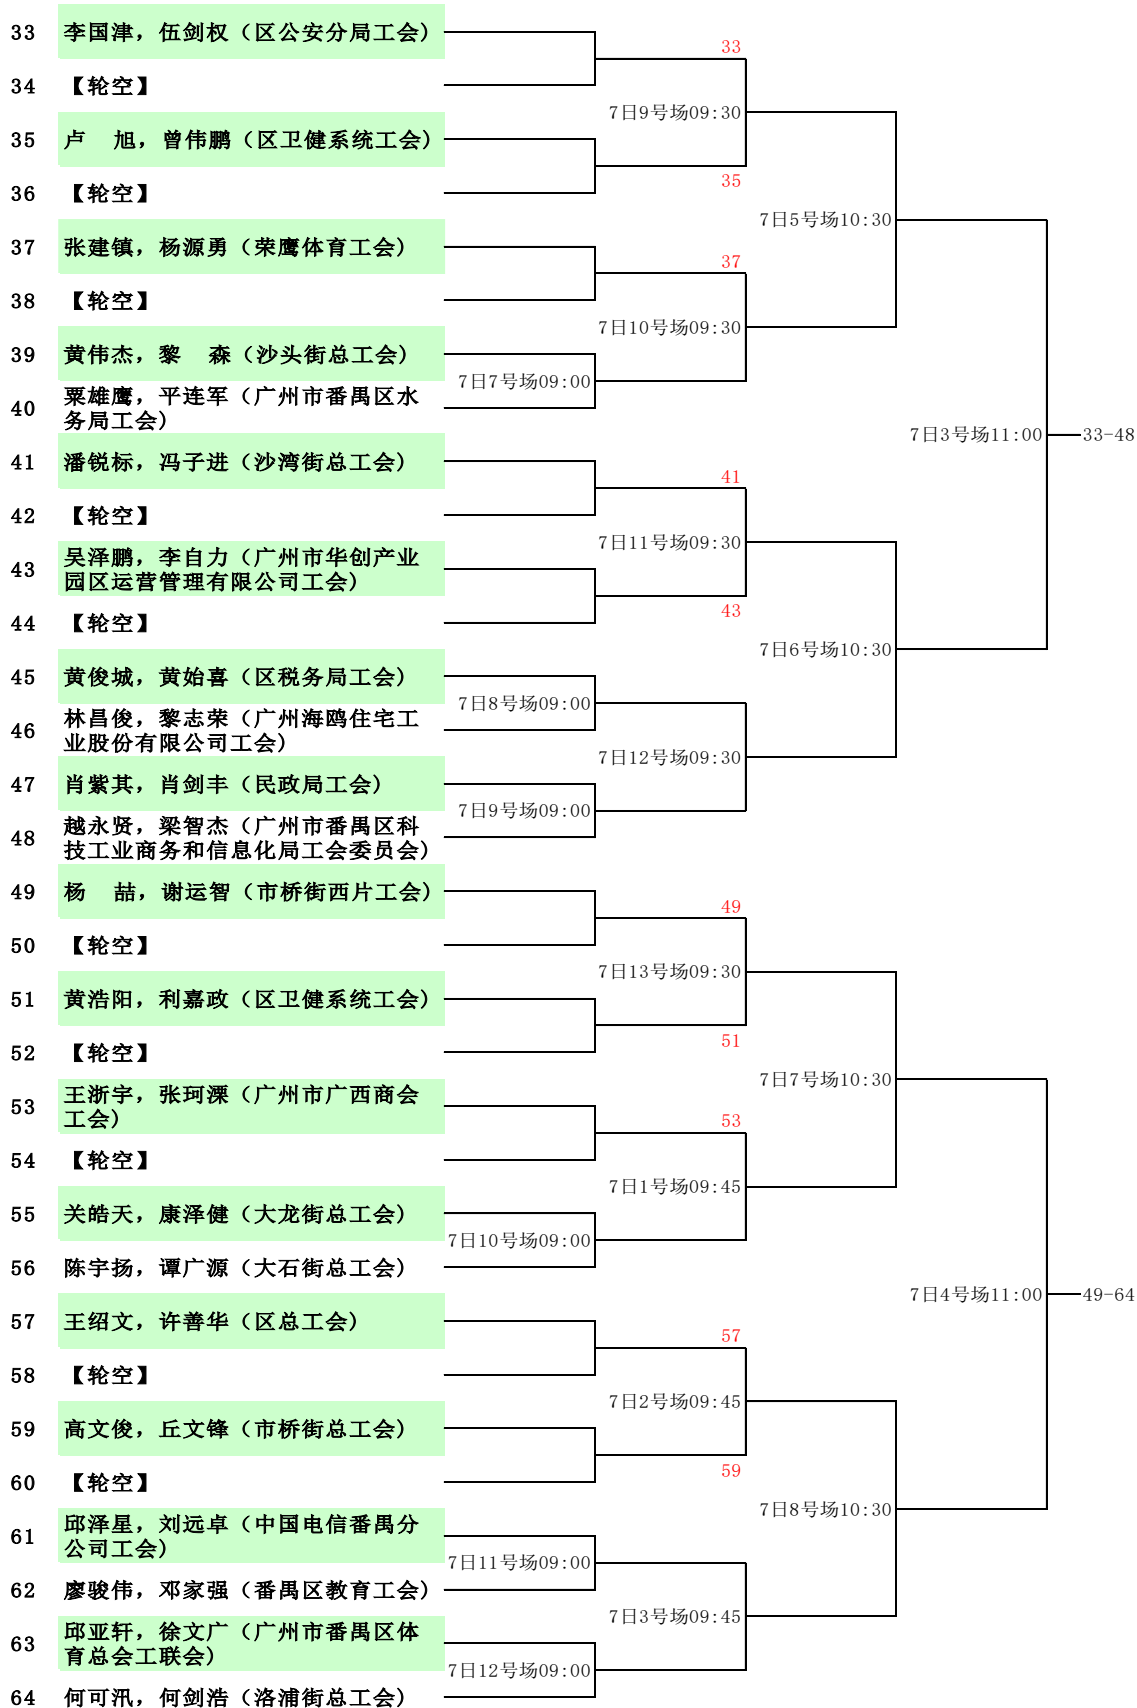 33 李国津，伍剑权（区公安分局工会）
33
34 【轮空】
7日9号场09:30
35 卢　旭，曾伟鹏（区卫健系统工会）
35
36 【轮空】
7日5号场10:30
37 张建镇，杨源勇（荣鹰体育工会）
37
38 【轮空】
7日10号场09:30
39 黄伟杰，黎　森（沙头街总工会）
7日7号场09:00
40 粟雄鹰，平连军（广州市番禺区水
务局工会）
7日3号场11:00
33-48
41 潘锐标，冯子进（沙湾街总工会）
41
42 【轮空】
7日11号场09:30
43 吴泽鹏，李自力（广州市华创产业
园区运营管理有限公司工会）
43
44 【轮空】
7日6号场10:30
45 黄俊城，黄始喜（区税务局工会）
7日8号场09:00
46 林昌俊，黎志荣（广州海鸥住宅工
业股份有限公司工会）
7日12号场09:30
47 肖紫其，肖剑丰（民政局工会）
7日9号场09:00
48 越永贤，梁智杰（广州市番禺区科
技工业商务和信息化局工会委员会）
49 杨　喆，谢运智（市桥街西片工会）
49
50 【轮空】
7日13号场09:30
51 黄浩阳，利嘉政（区卫健系统工会）
51
52 【轮空】
7日7号场10:30
53 王浙宇，张珂溧（广州市广西商会
工会）
53
54 【轮空】
7日1号场09:45
55 关皓天，康泽健（大龙街总工会）
7日10号场09:00
56 陈宇扬，谭广源（大石街总工会）
7日4号场11:00
49-64
57 王绍文，许善华（区总工会）
57
58 【轮空】
7日2号场09:45
59 高文俊，丘文锋（市桥街总工会）
59
60 【轮空】
7日8号场10:30
61 邱泽星，刘远卓（中国电信番禺分
公司工会）
7日11号场09:00
62 廖骏伟，邓家强（番禺区教育工会）
7日3号场09:45
63 邱亚轩，徐文广（广州市番禺区体
育总会工联会）
7日12号场09:00
64 何可汛，何剑浩（洛浦街总工会）